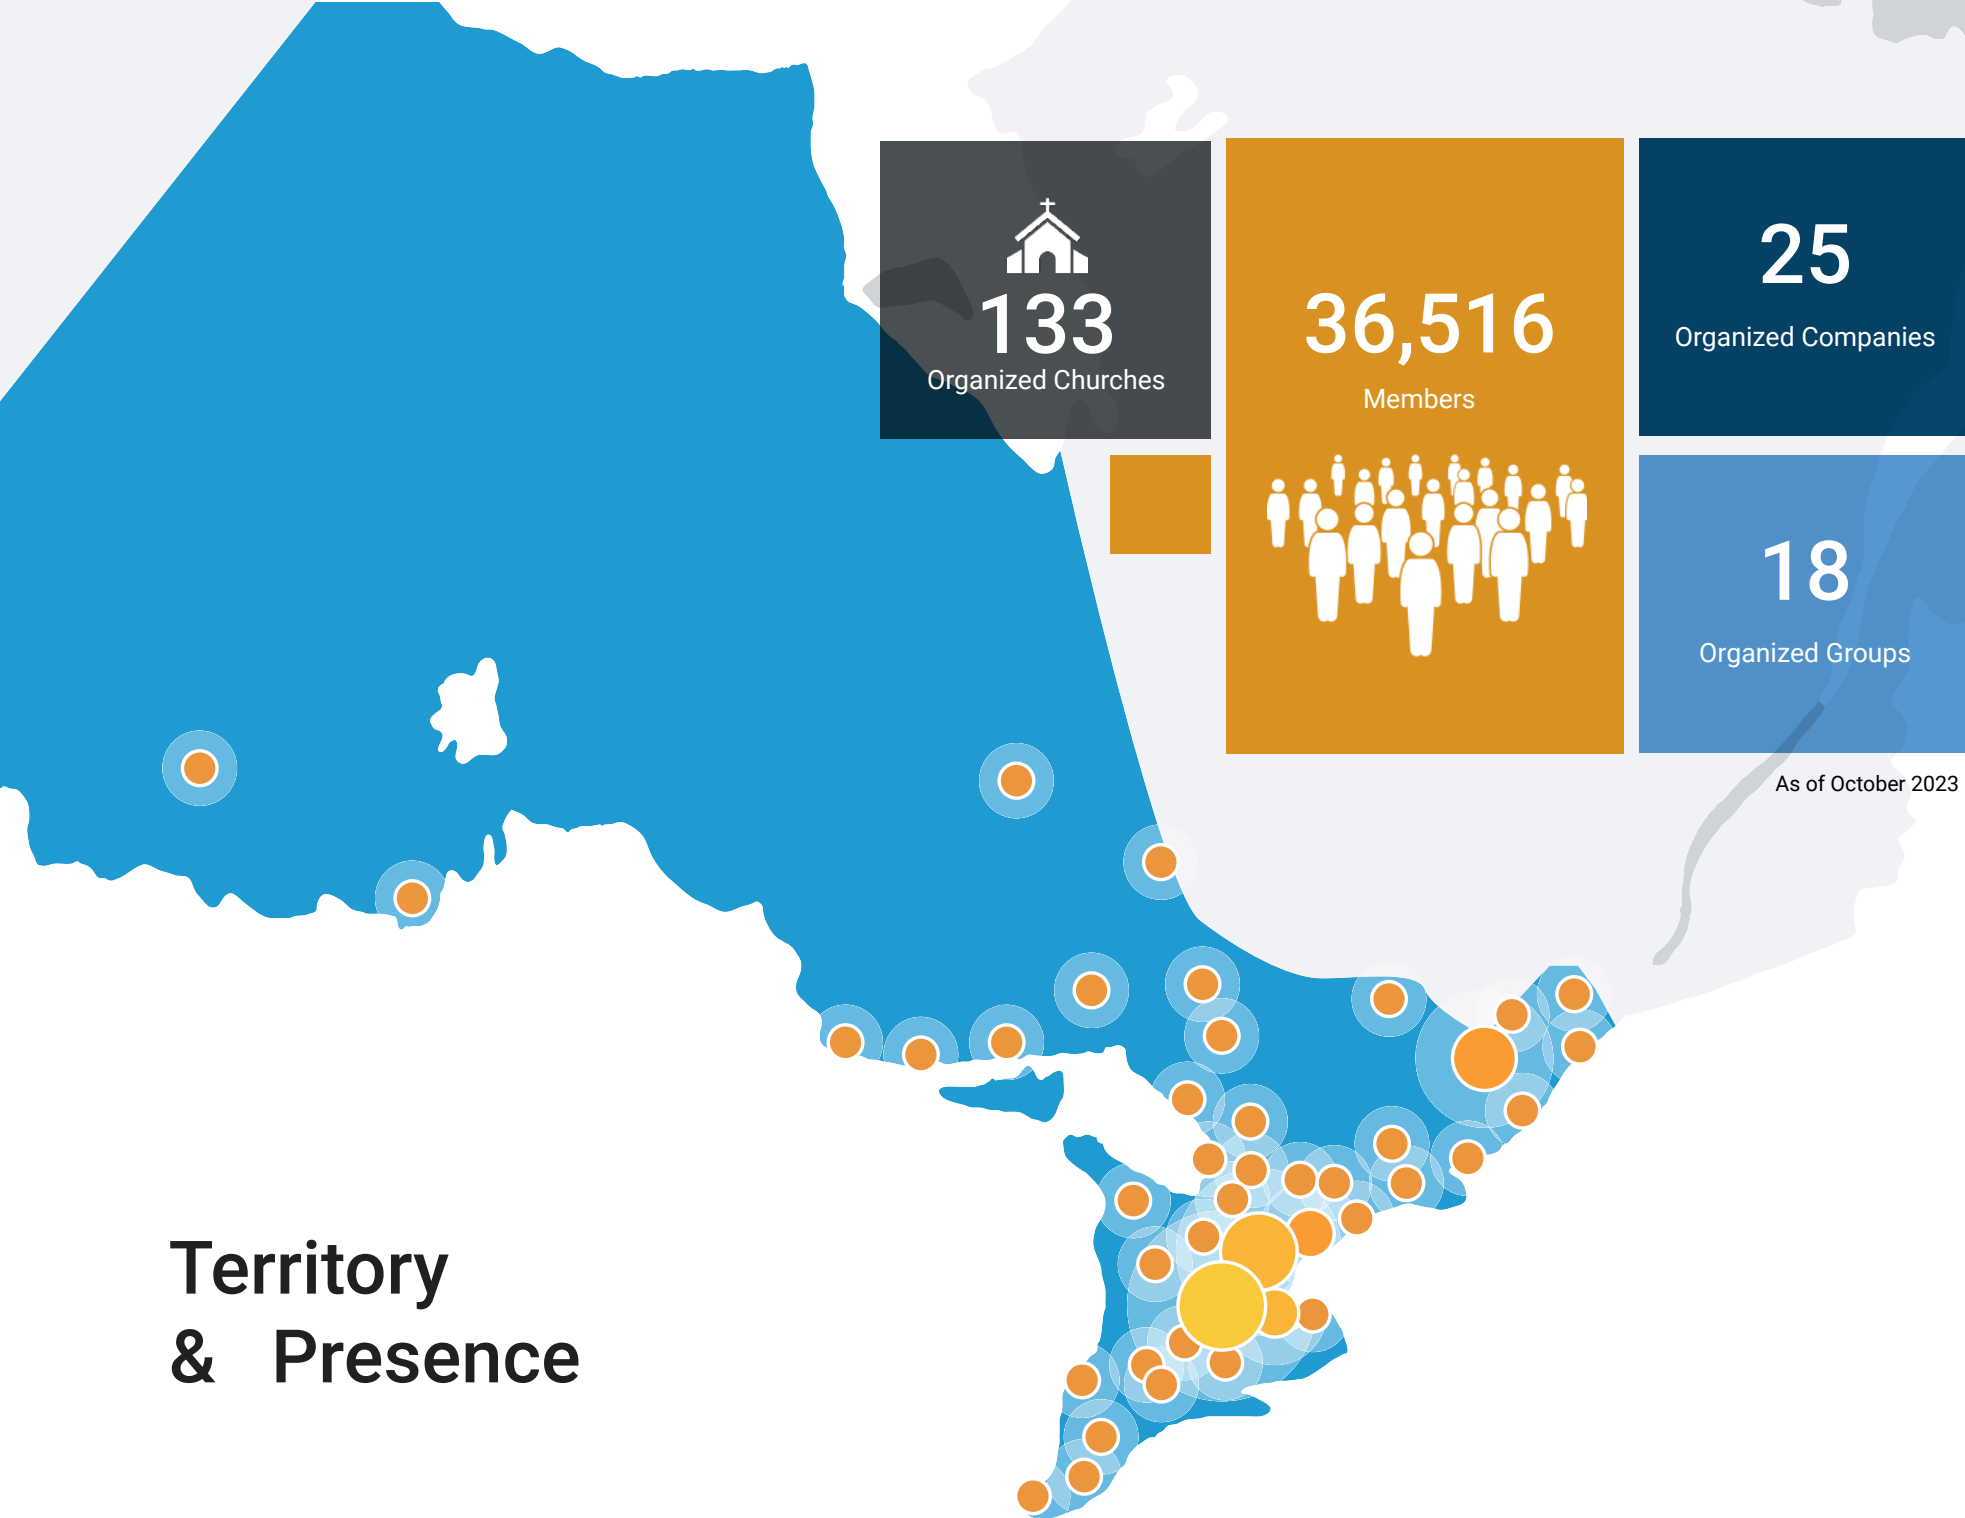 133
Organized Churches
36,516
Members
25
Organized Companies
18
Organized Groups
As of October 2023
Territory
& Presence